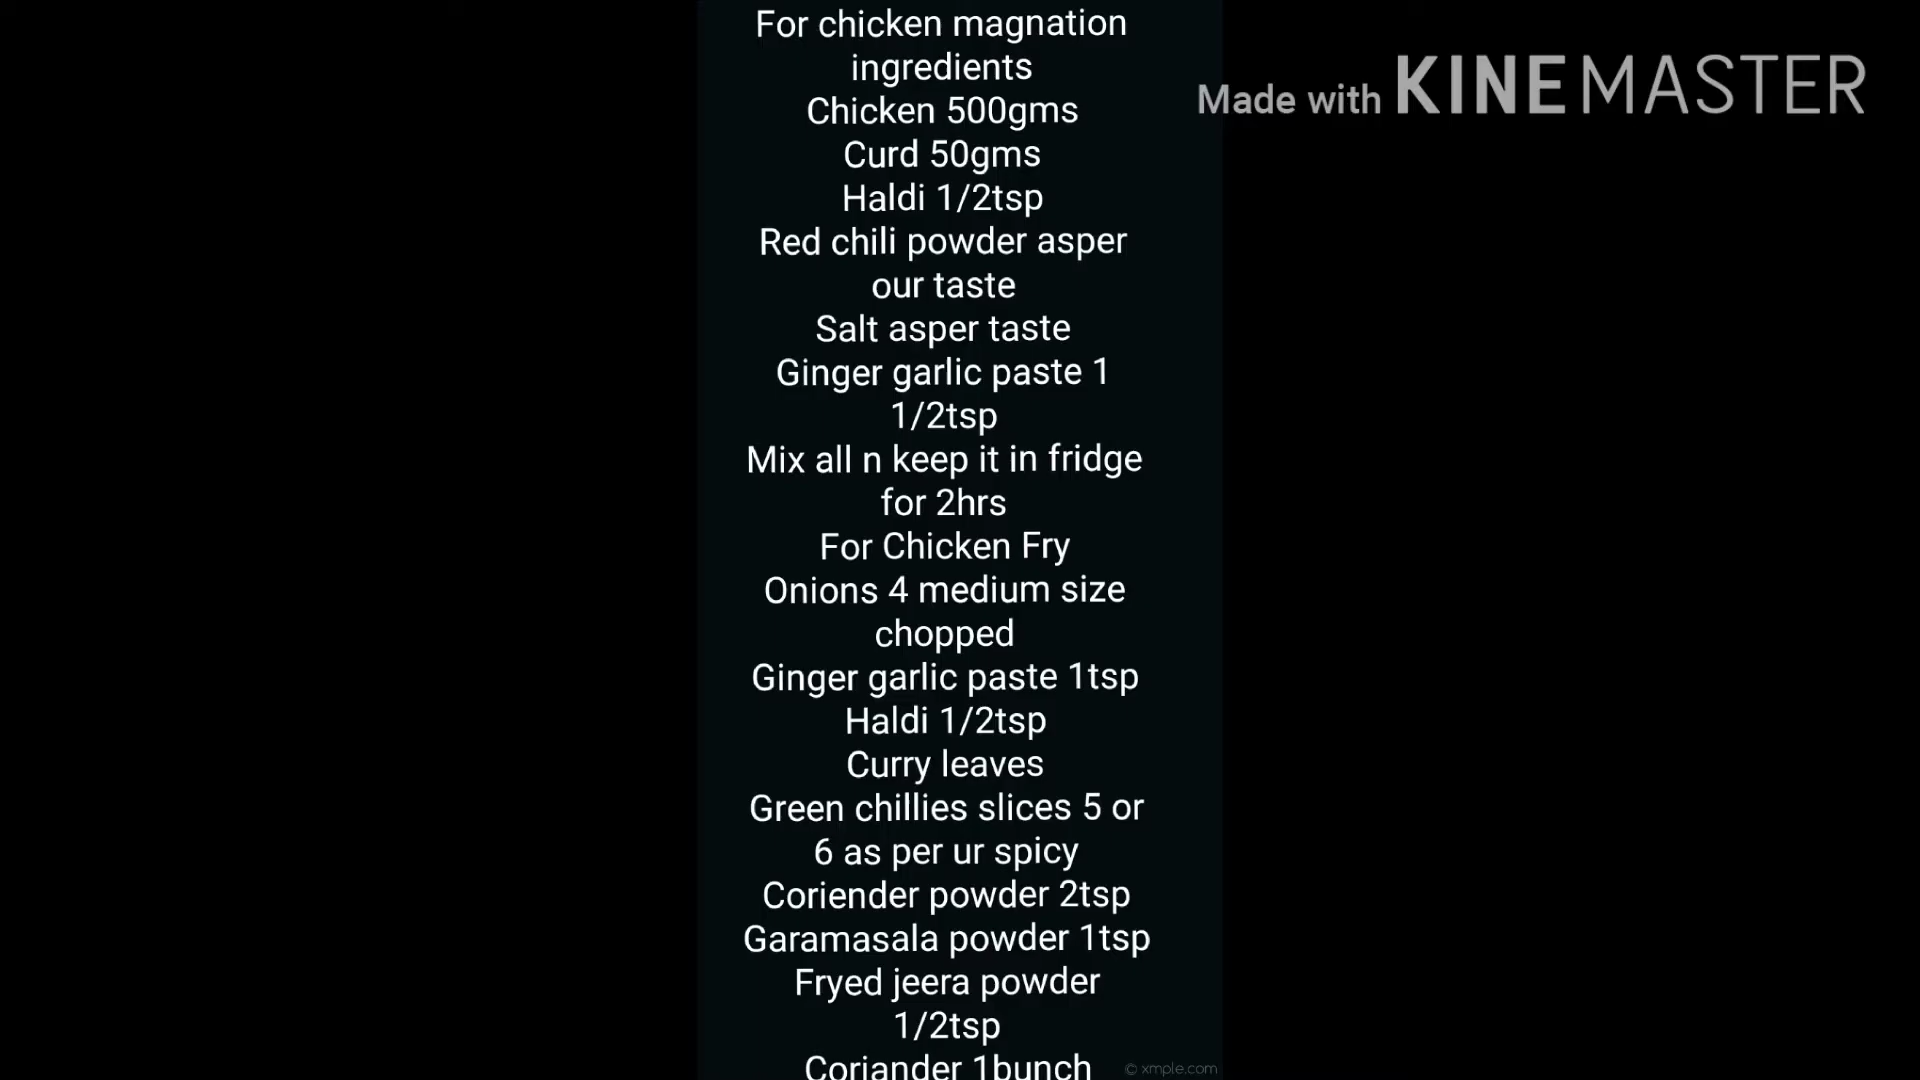 For chicken magnation
ingredients
Chicken 500gms
Curd 50gms
Haldi 1/2tsp
Red chili powder asper
our taste
Salt asper taste
Ginger garlic paste 1
1/2tsp
Mix all n keep it in fridge
for 2hrs
For Chicken Fry
Onions 4 medium size
chopped
Ginger garlic paste 1tsp
Haldi 1/2tsp
Curry leaves
Green chillies slices 5 or
6 as per ur spicy
Coriender powder 2tsp
Garamasala powder 1tsp
Fryed jeera powder
1/2tsp
Coriander 1bunch
Made with KINEMASTER
© xmple.com